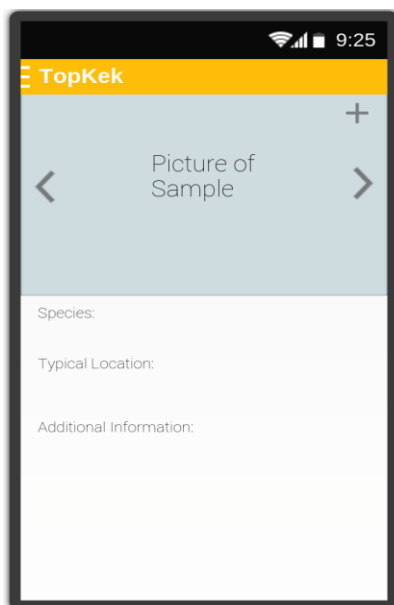 9:25
TopKek
Picture of
Sample
Species:
Typical Location:
Additional Information: